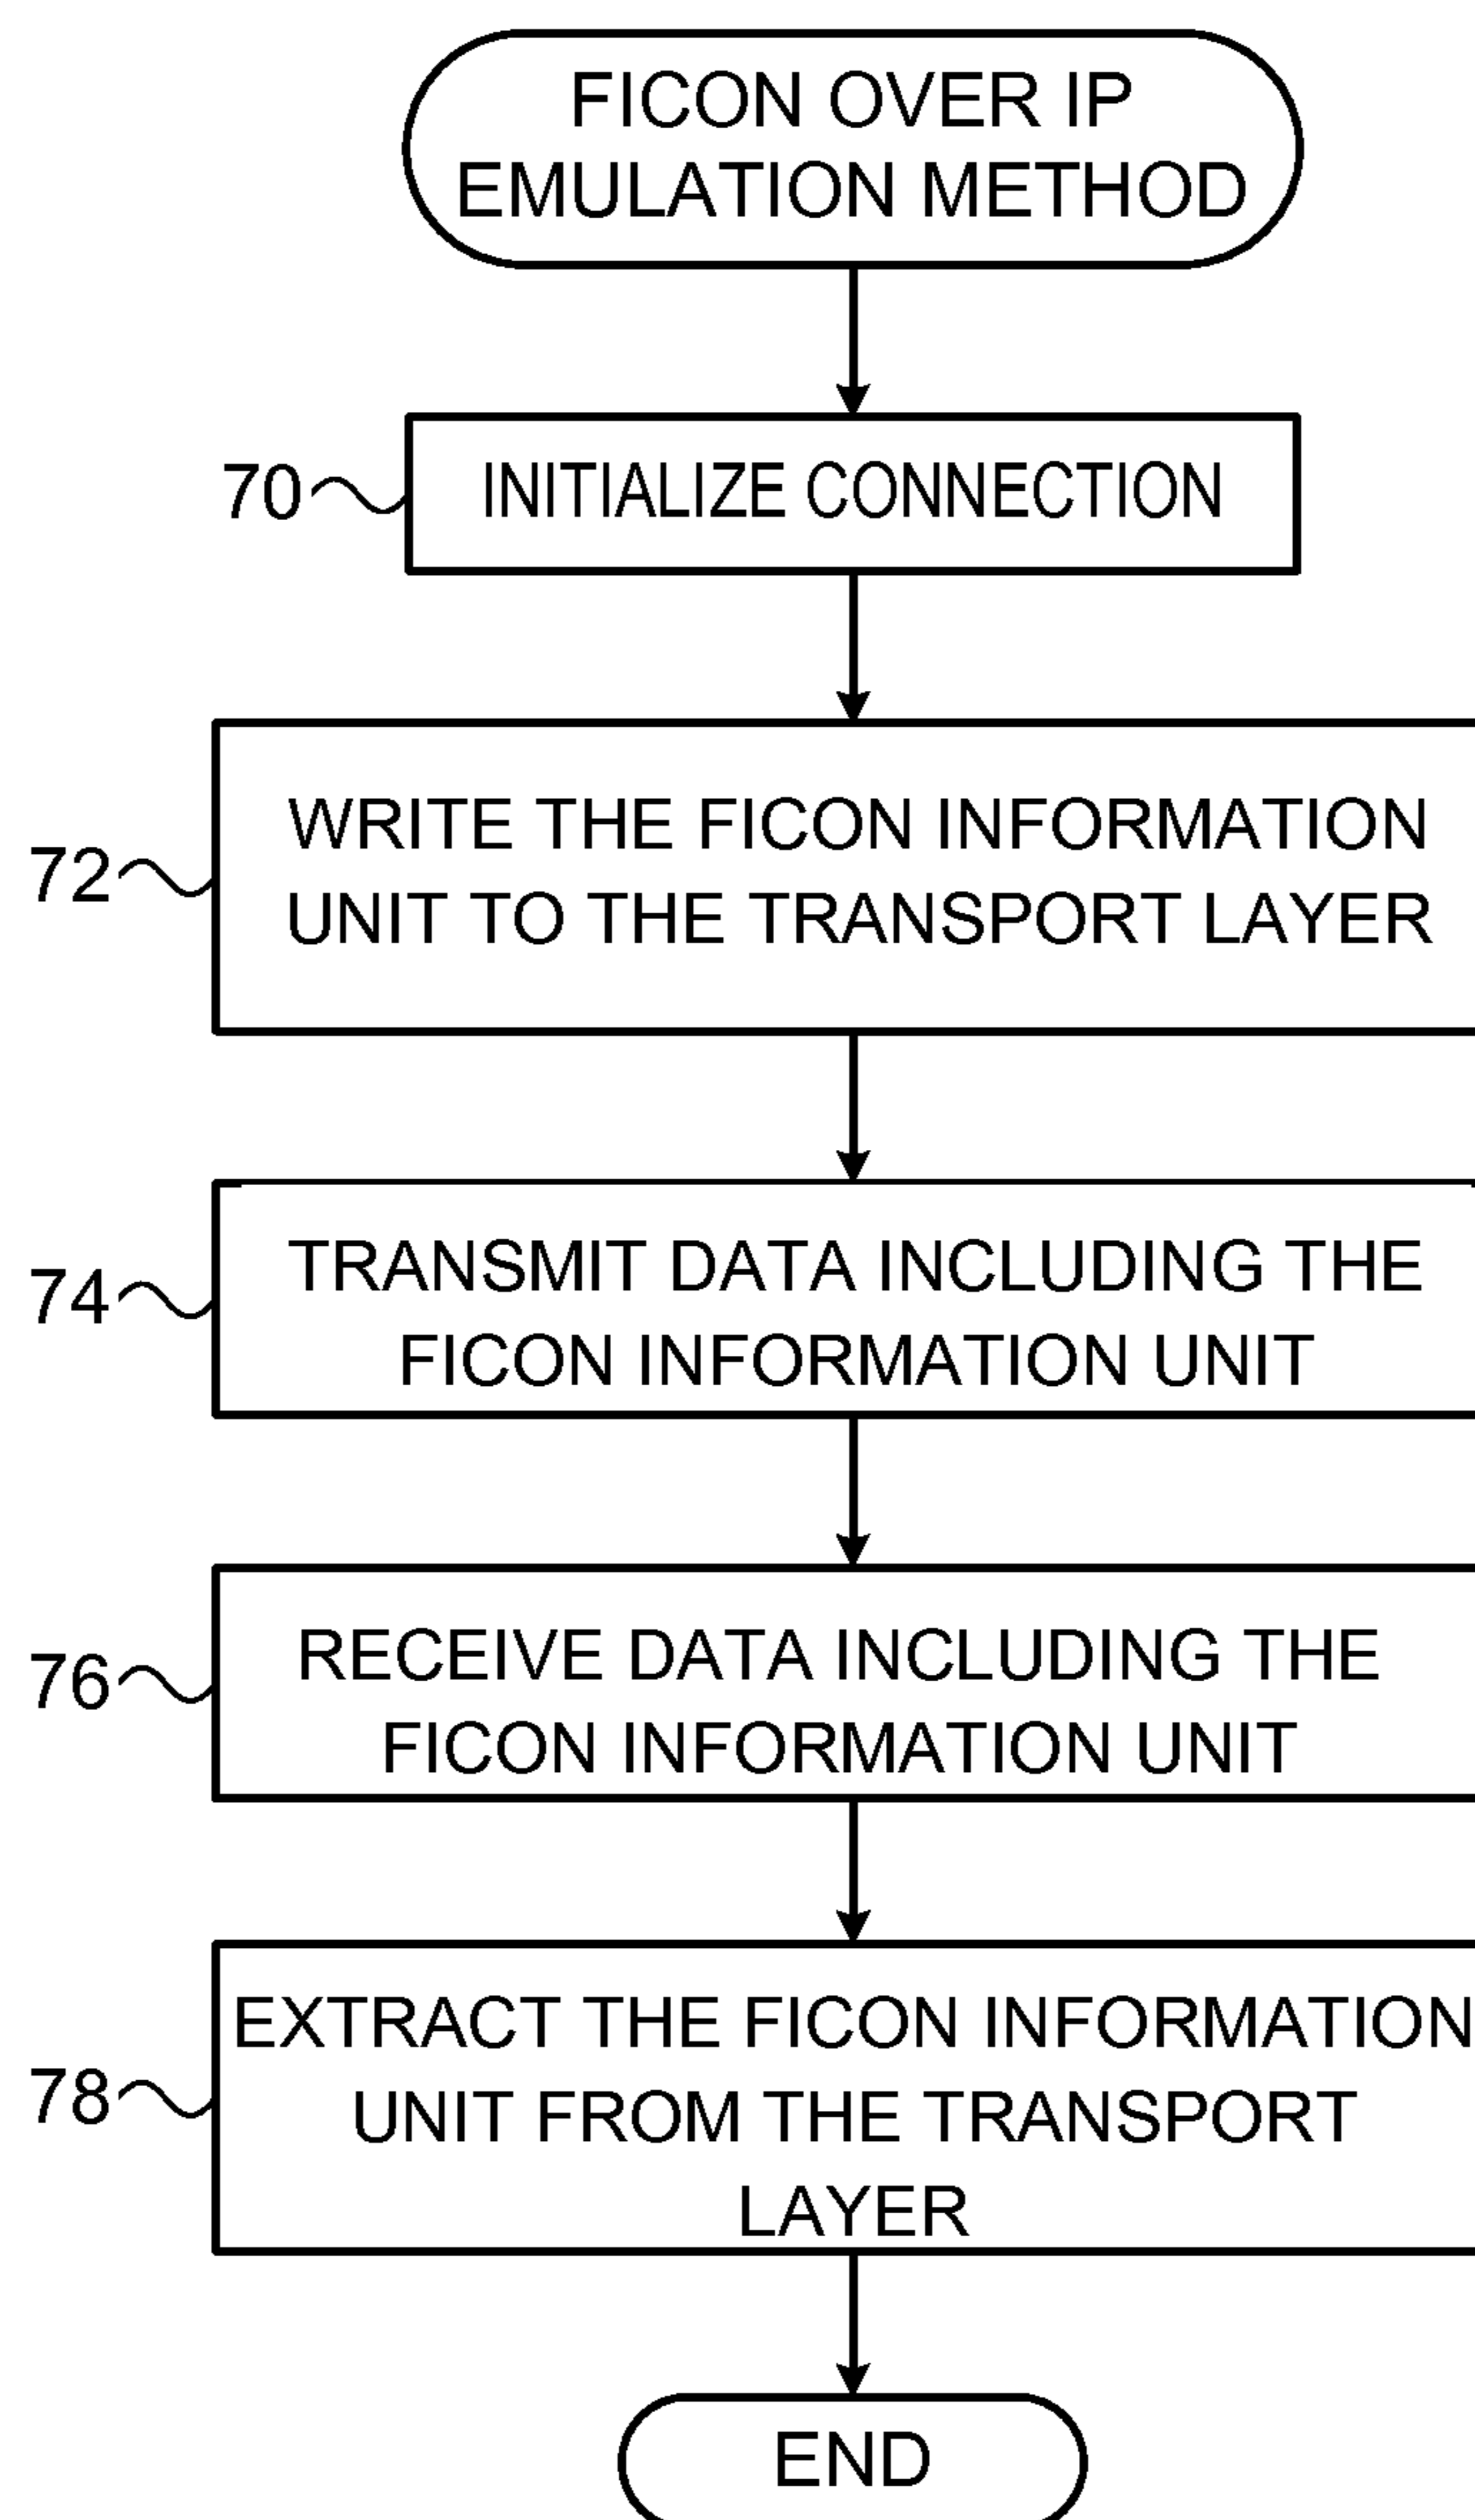 FICON OVER IP
EMULATION METHOD
70
INITIALIZE CONNECTION
72
WRITE THE FICON INFORMATION
UNIT TO THE TRANSPORT LAYER
74
TRANSMIT DATA INCLUDING THE
FICON INFORMATION UNIT
76
RECEIVE DATA INCLUDING THE
FICON INFORMATION UNIT
78
EXTRACT THE FICON INFORMATION
UNIT FROM THE TRANSPORT
LAYER
END